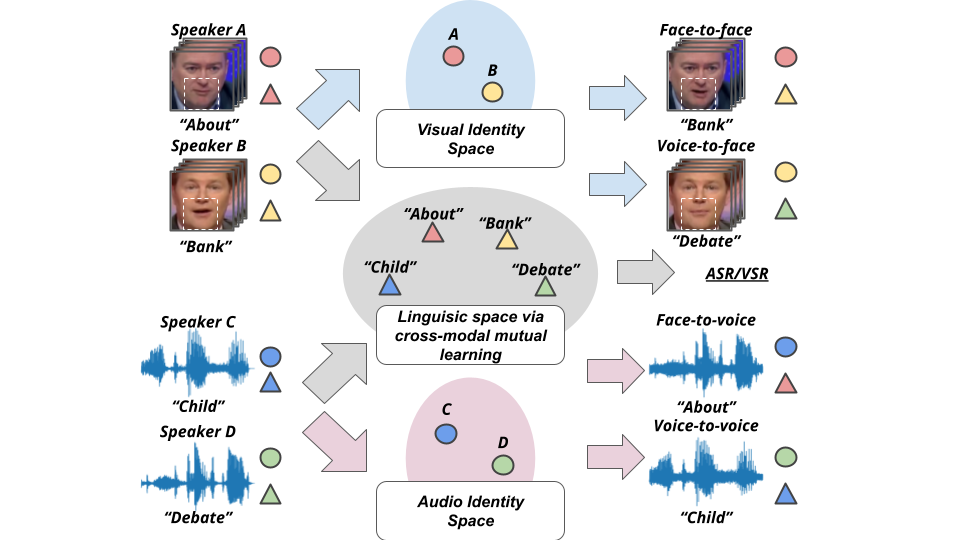 Speaker A
“About”
Speaker B
“Bank”
Speaker C
“Child”
Speaker D
“Debate”
A
B
Visual Identity
Space
“About”
“Bank”
“Child”
“Debate”
Linguisic space via
cross-modal mutual
learning
C
D
Audio Identity
Space
Face-to-face
“Bank”
Voice-to-face
“Debate”
ASR/VSR
Face-to-voice
“About”
Voice-to-voice
“Child”